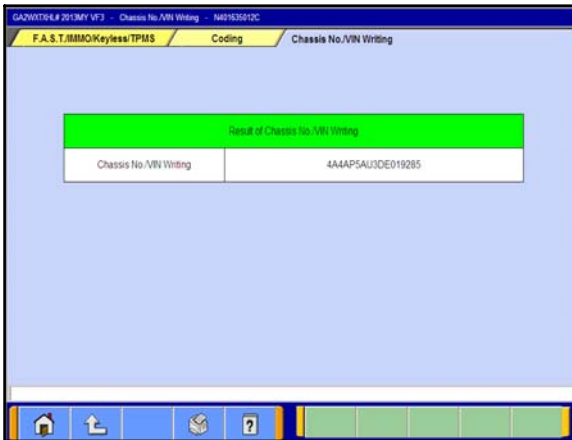 GA2WXTXHL# 2013MY VF3 - Chassis No./VIN Writing - N401635012C
F.A.S.T./IMMO/Keyless/TPMS
Coding
Chassis No./VIN Writing
Result of Chassis No./VIN Writing
Chassis No./VIN Writing
4A4AP5AU3DE019285
?